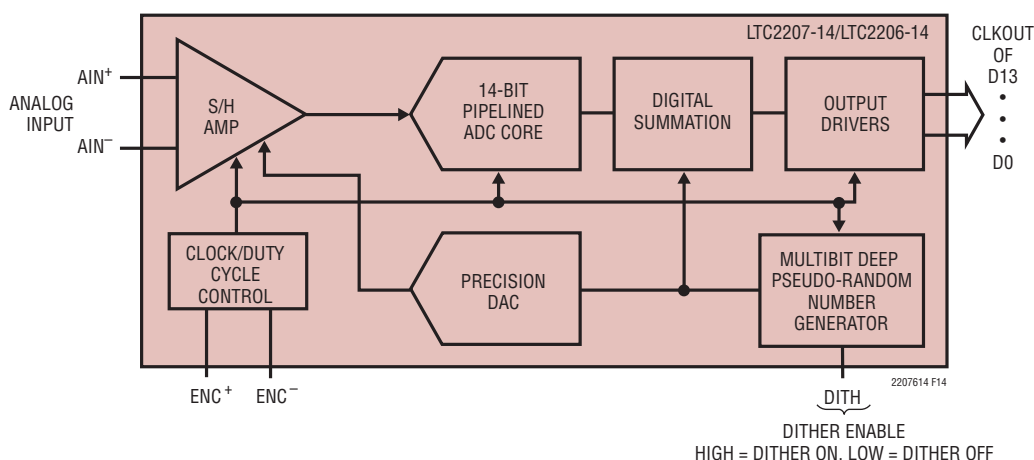 LTC2207-14/LTC2206-14
CLKOUT
OF
D13
•
•
•
D0
AIN+
ANALOG
INPUT
AIN−
S/H
AMP
14-BIT
PIPELINED
ADC CORE
DIGITAL
SUMMATION
OUTPUT
DRIVERS
CLOCK/DUTY
CYCLE
CONTROL
PRECISION
DAC
MULTIBIT DEEP
PSEUDO-RANDOM
NUMBER
GENERATOR
ENC+
ENC−
2207614 F14
DITH
DITHER ENABLE
HIGH = DITHER ON, LOW = DITHER OFF